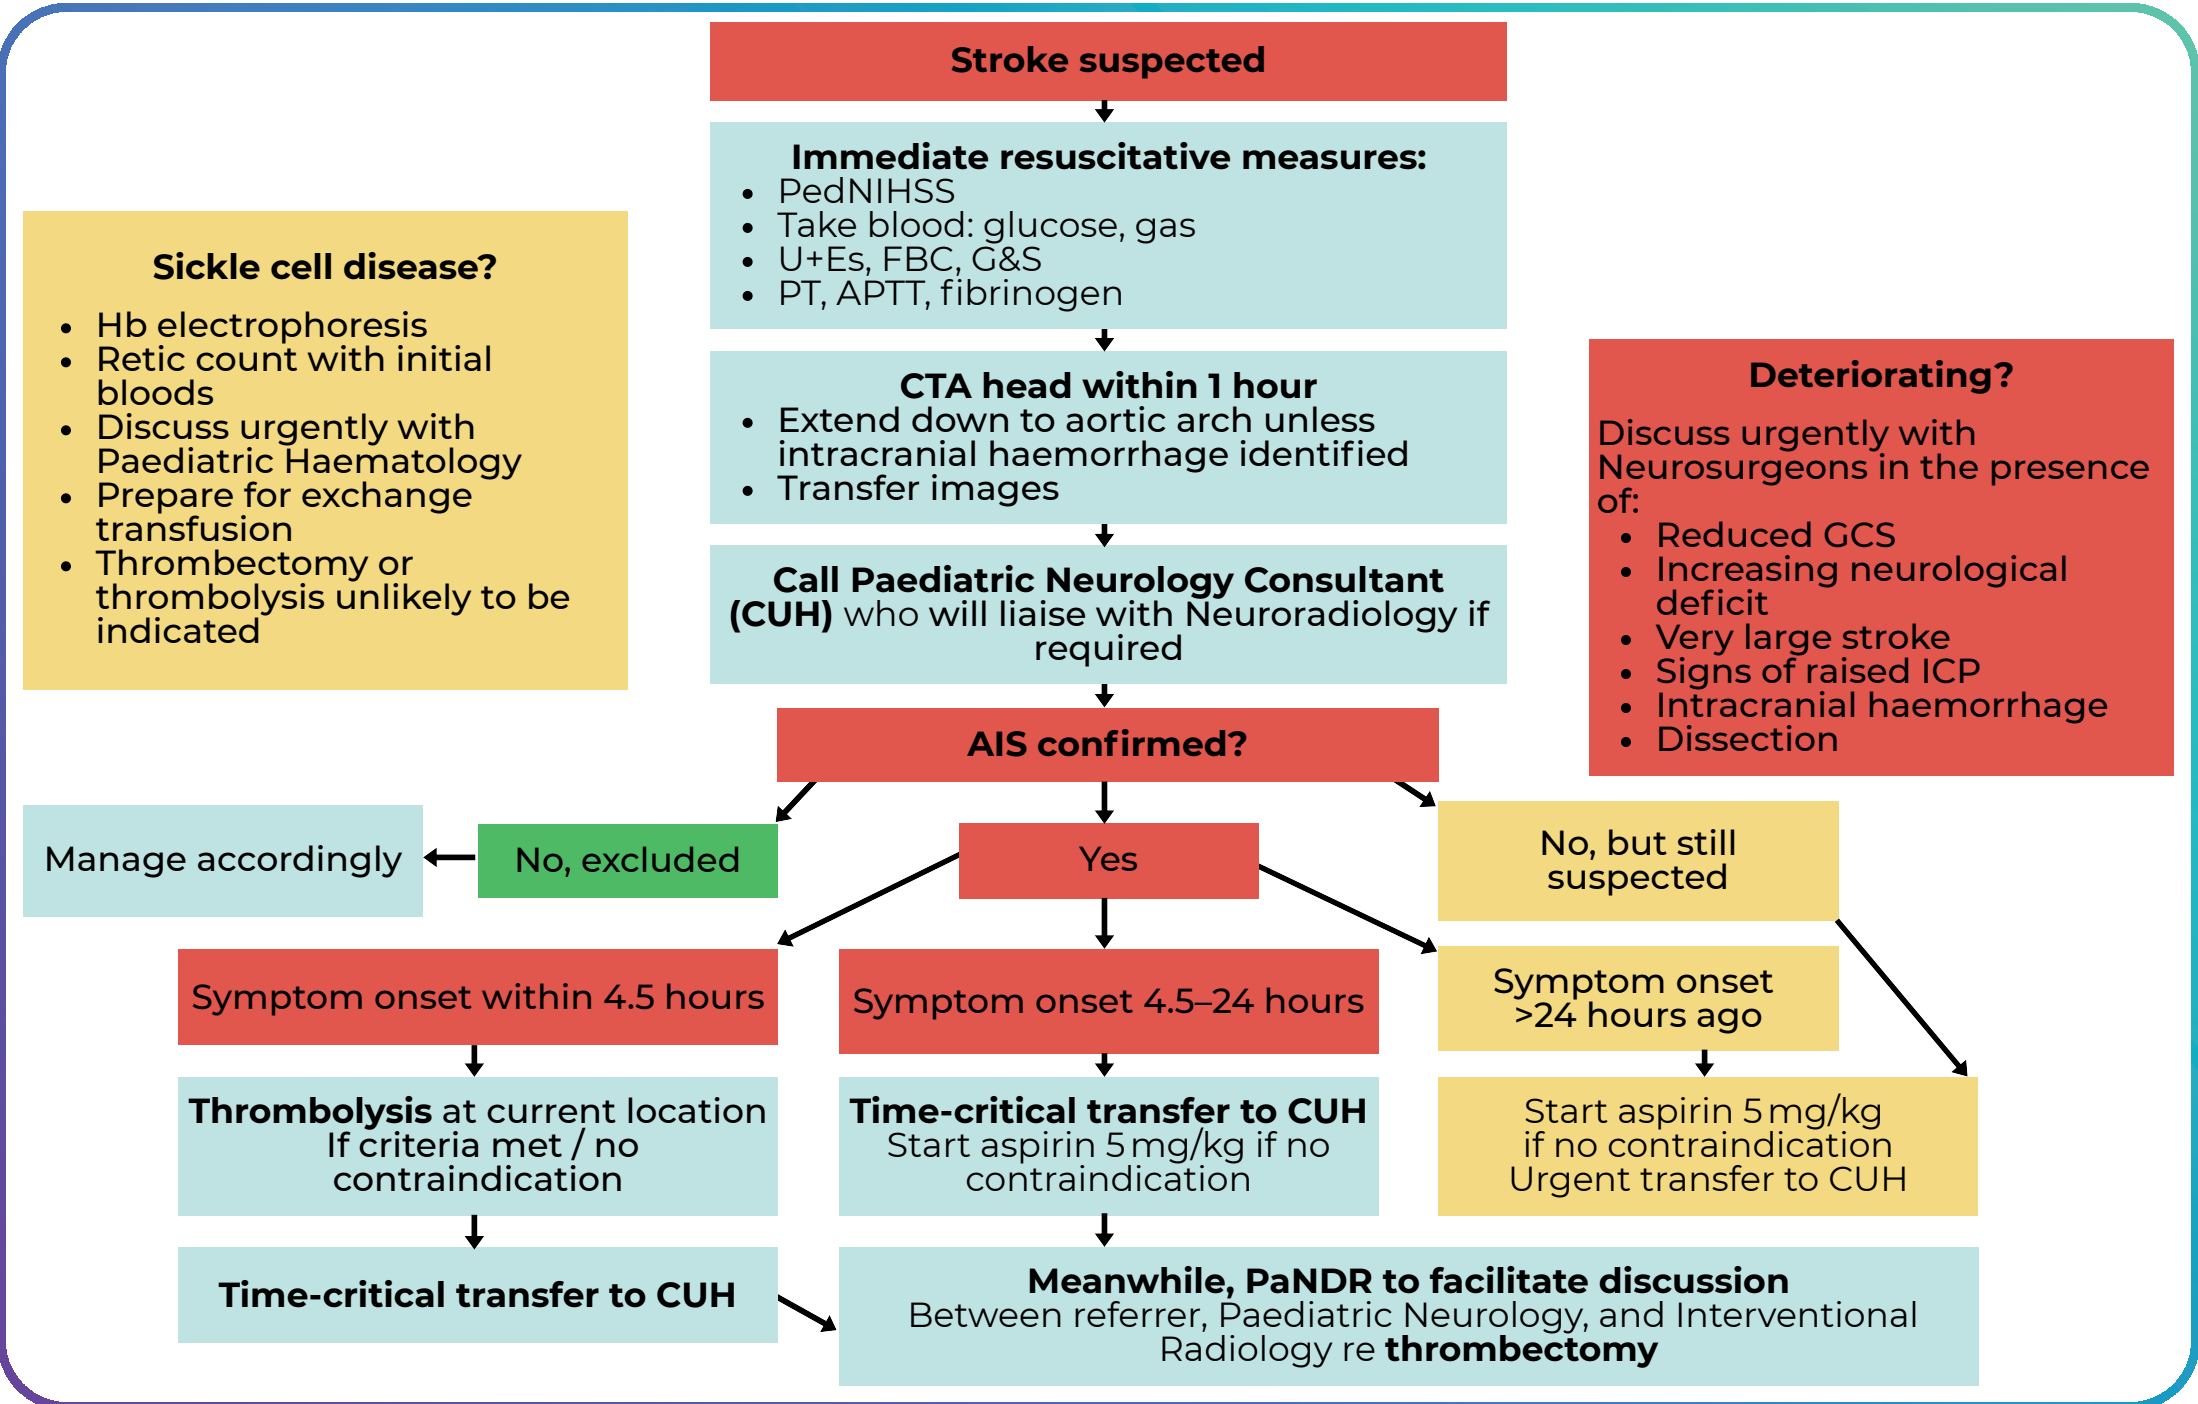 Stroke suspected
Immediate resuscitative measures:
• PedNIHSS
• Take blood: glucose, gas
• U+Es, FBC, G&S
• PT, APTT, fibrinogen
Sickle cell disease?
• Hb electrophoresis
• Retic count with initial
bloods
• Discuss urgently with
Paediatric Haematology
• Prepare for exchange
transfusion
• Thrombectomy or
thrombolysis unlikely to be
indicated
CTA head within 1 hour
• Extend down to aortic arch unless
intracranial haemorrhage identified
• Transfer images
Deteriorating?
Discuss urgently with
Neurosurgeons in the presence
of:
• Reduced GCS
• Increasing neurological
deficit
• Very large stroke
• Signs of raised ICP
• Intracranial haemorrhage
• Dissection
Call Paediatric Neurology Consultant
(CUH) who will liaise with Neuroradiology if
required
AIS confirmed?
Manage accordingly
No, excluded
Yes
No, but still
suspected
Symptom onset within 4.5 hours
Symptom onset 4.5–24 hours
Symptom onset
>24 hours ago
Thrombolysis at current location
If criteria met / no
contraindication
Time-critical transfer to CUH
Start aspirin 5 mg/kg if no
contraindication
Start aspirin 5 mg/kg
if no contraindication
Urgent transfer to CUH
Time-critical transfer to CUH
Meanwhile, PaNDR to facilitate discussion
Between referrer, Paediatric Neurology, and Interventional
Radiology re thrombectomy